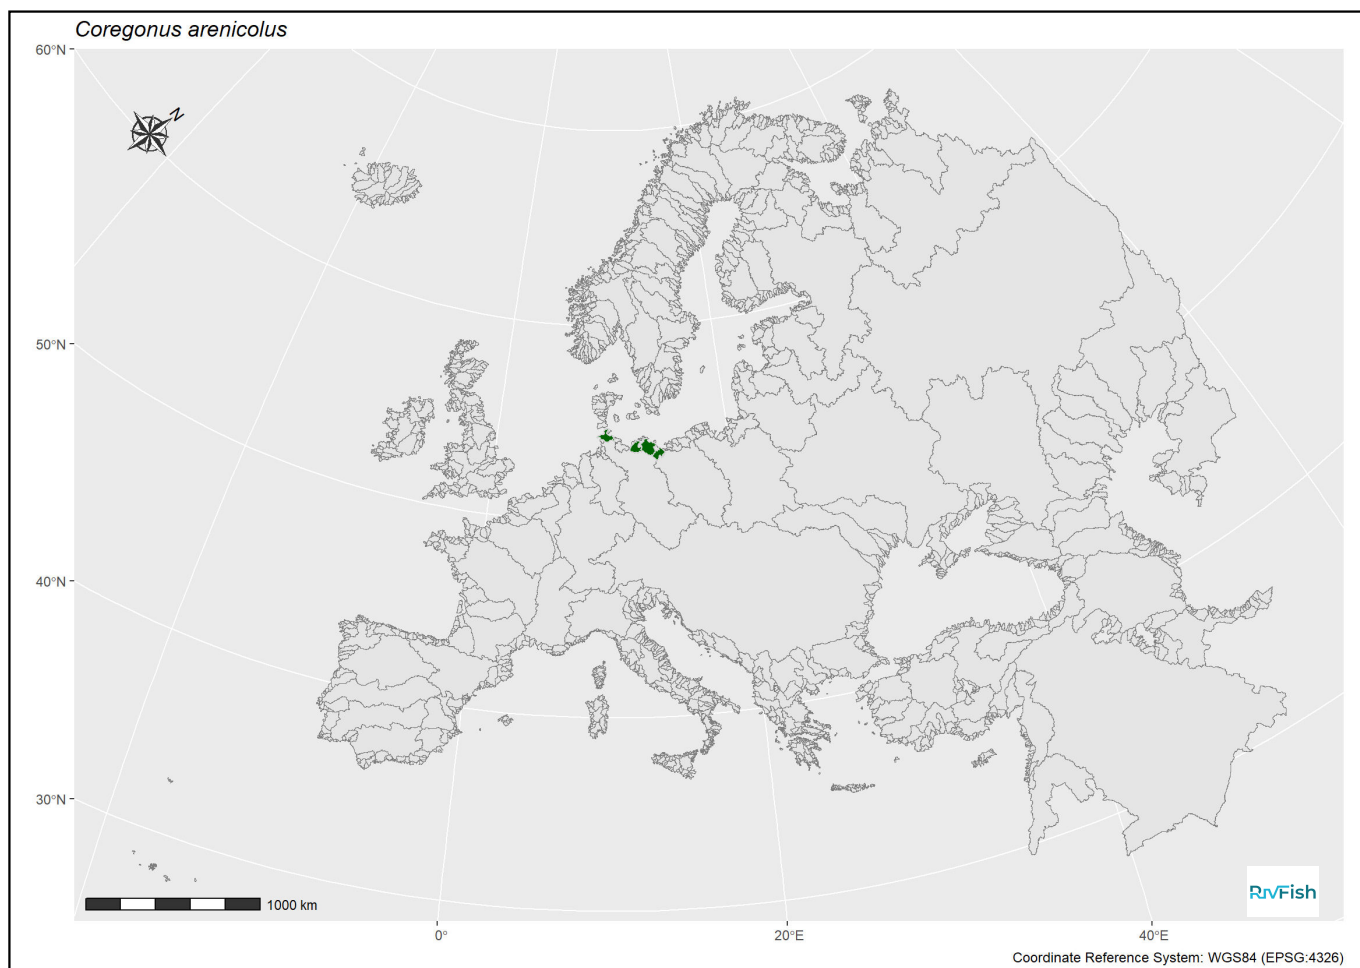 Coregonus arenicolus
60°N
N
50°N
40°N
30°N
1000 km
RivFish
0°
20°E
40°E
Coordinate Reference System: WGS84 (EPSG:4326)